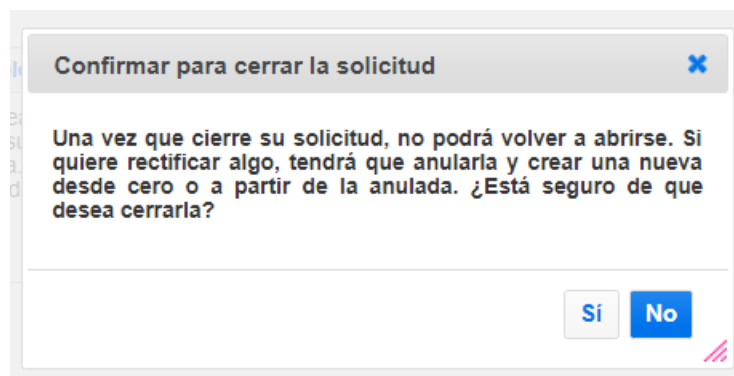 Confirmar para cerrar la solicitud
Una vez que cierre su solicitud, no podrá volver a abrirse. Si
quiere rectificar algo, tendrá que anularla y crear una nueva
desde cero o a partir de la anulada. ¿Está seguro de que
desea cerrarla?
Sí
No